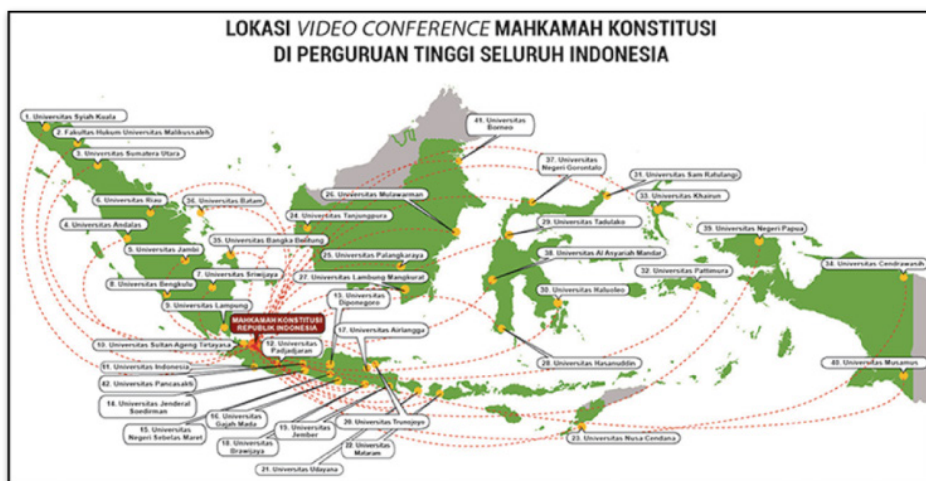 LOKASI VIDEO CONFERENCE MAHKAMAH KONSTITUSI
DI PERGURUAN TINGGI SELURUH INDONESIA
1. Universitas Syiah Kuala
2. Fakultas Hukum Universitas Malikussaleh
3. Universitas Sumatera Utara
6. Universitas Riau
36. Universitas Batam
4. Universitas Andalas
5. Universitas Jambi
35. Universitas Bangka Belitung
7. Universitas Sriwijaya
8. Universitas Bengkulu
9. Universitas Lampung
MAHKAMAH KONSTITUSI
REPUBLIK INDONESIA
10. Universitas Sultan Ageng Tirtayasa
11. Universitas Indonesia
42. Universitas Pancasakti
14. Universitas Jenderal
Soedirman
15. Universitas
Negeri Sebelas Maret
16. Universitas
Gajah Mada
18. Universitas
Brawijaya
12. Universitas
Padjadjaran
13. Universitas
Diponegoro
17. Universitas Airlangga
19. Universitas
Jember
20. Universitas Trunojoyo
21. Universitas Udayana
22. Universitas
Mataram
23. Universitas Nusa Cendana
24. Universitas Tanjungpura
25. Universitas Palangkaraya
26. Universitas Mulawarman
27. Universitas Lambung Mangkurat
41. Universitas
Borneo
37. Universitas
Negeri Gorontalo
31. Universitas Sam Ratulangi
33. Universitas Khairun
29. Universitas Tadulako
38. Universitas Al Asyariah Mandar
30. Universitas Haluoleo
28. Universitas Hasanuddin
32. Universitas Pattimura
39. Universitas Negeri Papua
34. Universitas Cendrawasih
40. Universitas Musamus